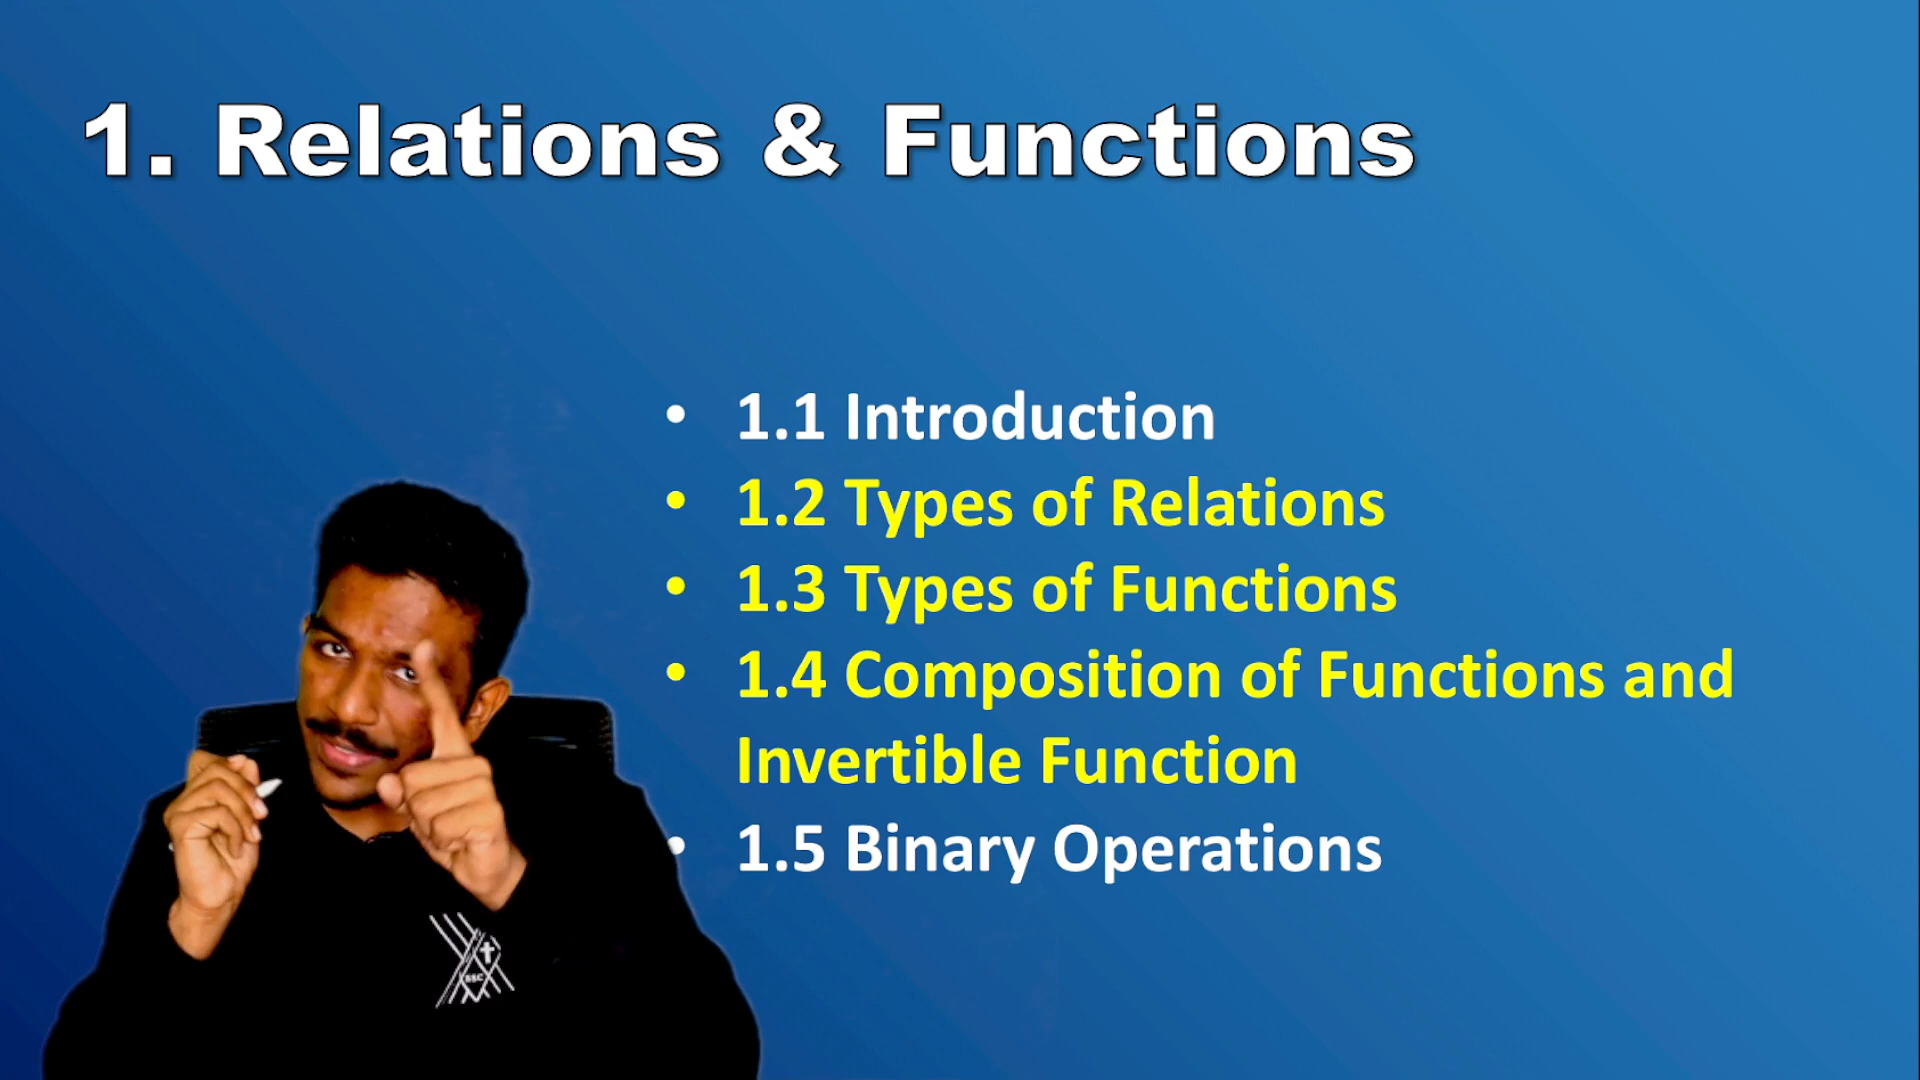 1. Relations & Functions
• 1.1 Introduction
• 1.2 Types of Relations
• 1.3 Types of Functions
• 1.4 Composition of Functions and
Invertible Function
• 1.5 Binary Operations